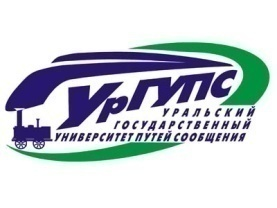 УрГУПС
УРАЛЬСКИЙ
ГОСУДАРСТВЕННЫЙ
УНИВЕРСИТЕТ ПУТЕЙ СООБЩЕНИЯ